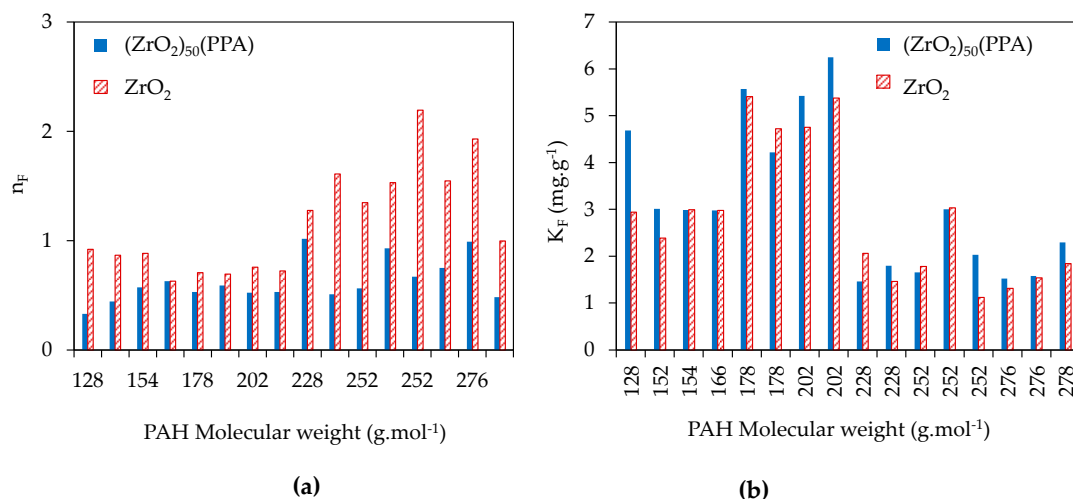 3
2
1
0
n_F
(ZrO₂)₅₀(PPA)
ZrO₂
128 154 178 202 228 252 252 276
PAH Molecular weight (g.mol⁻¹)
(a)
7
6
5
4
3
2
1
0
K_F (mg.g⁻¹)
(ZrO₂)₅₀(PPA)
ZrO₂
128 152 154 166 178 178 202 202 228 228 252 252 252 276 276 278
PAH Molecular weight (g.mol⁻¹)
(b)